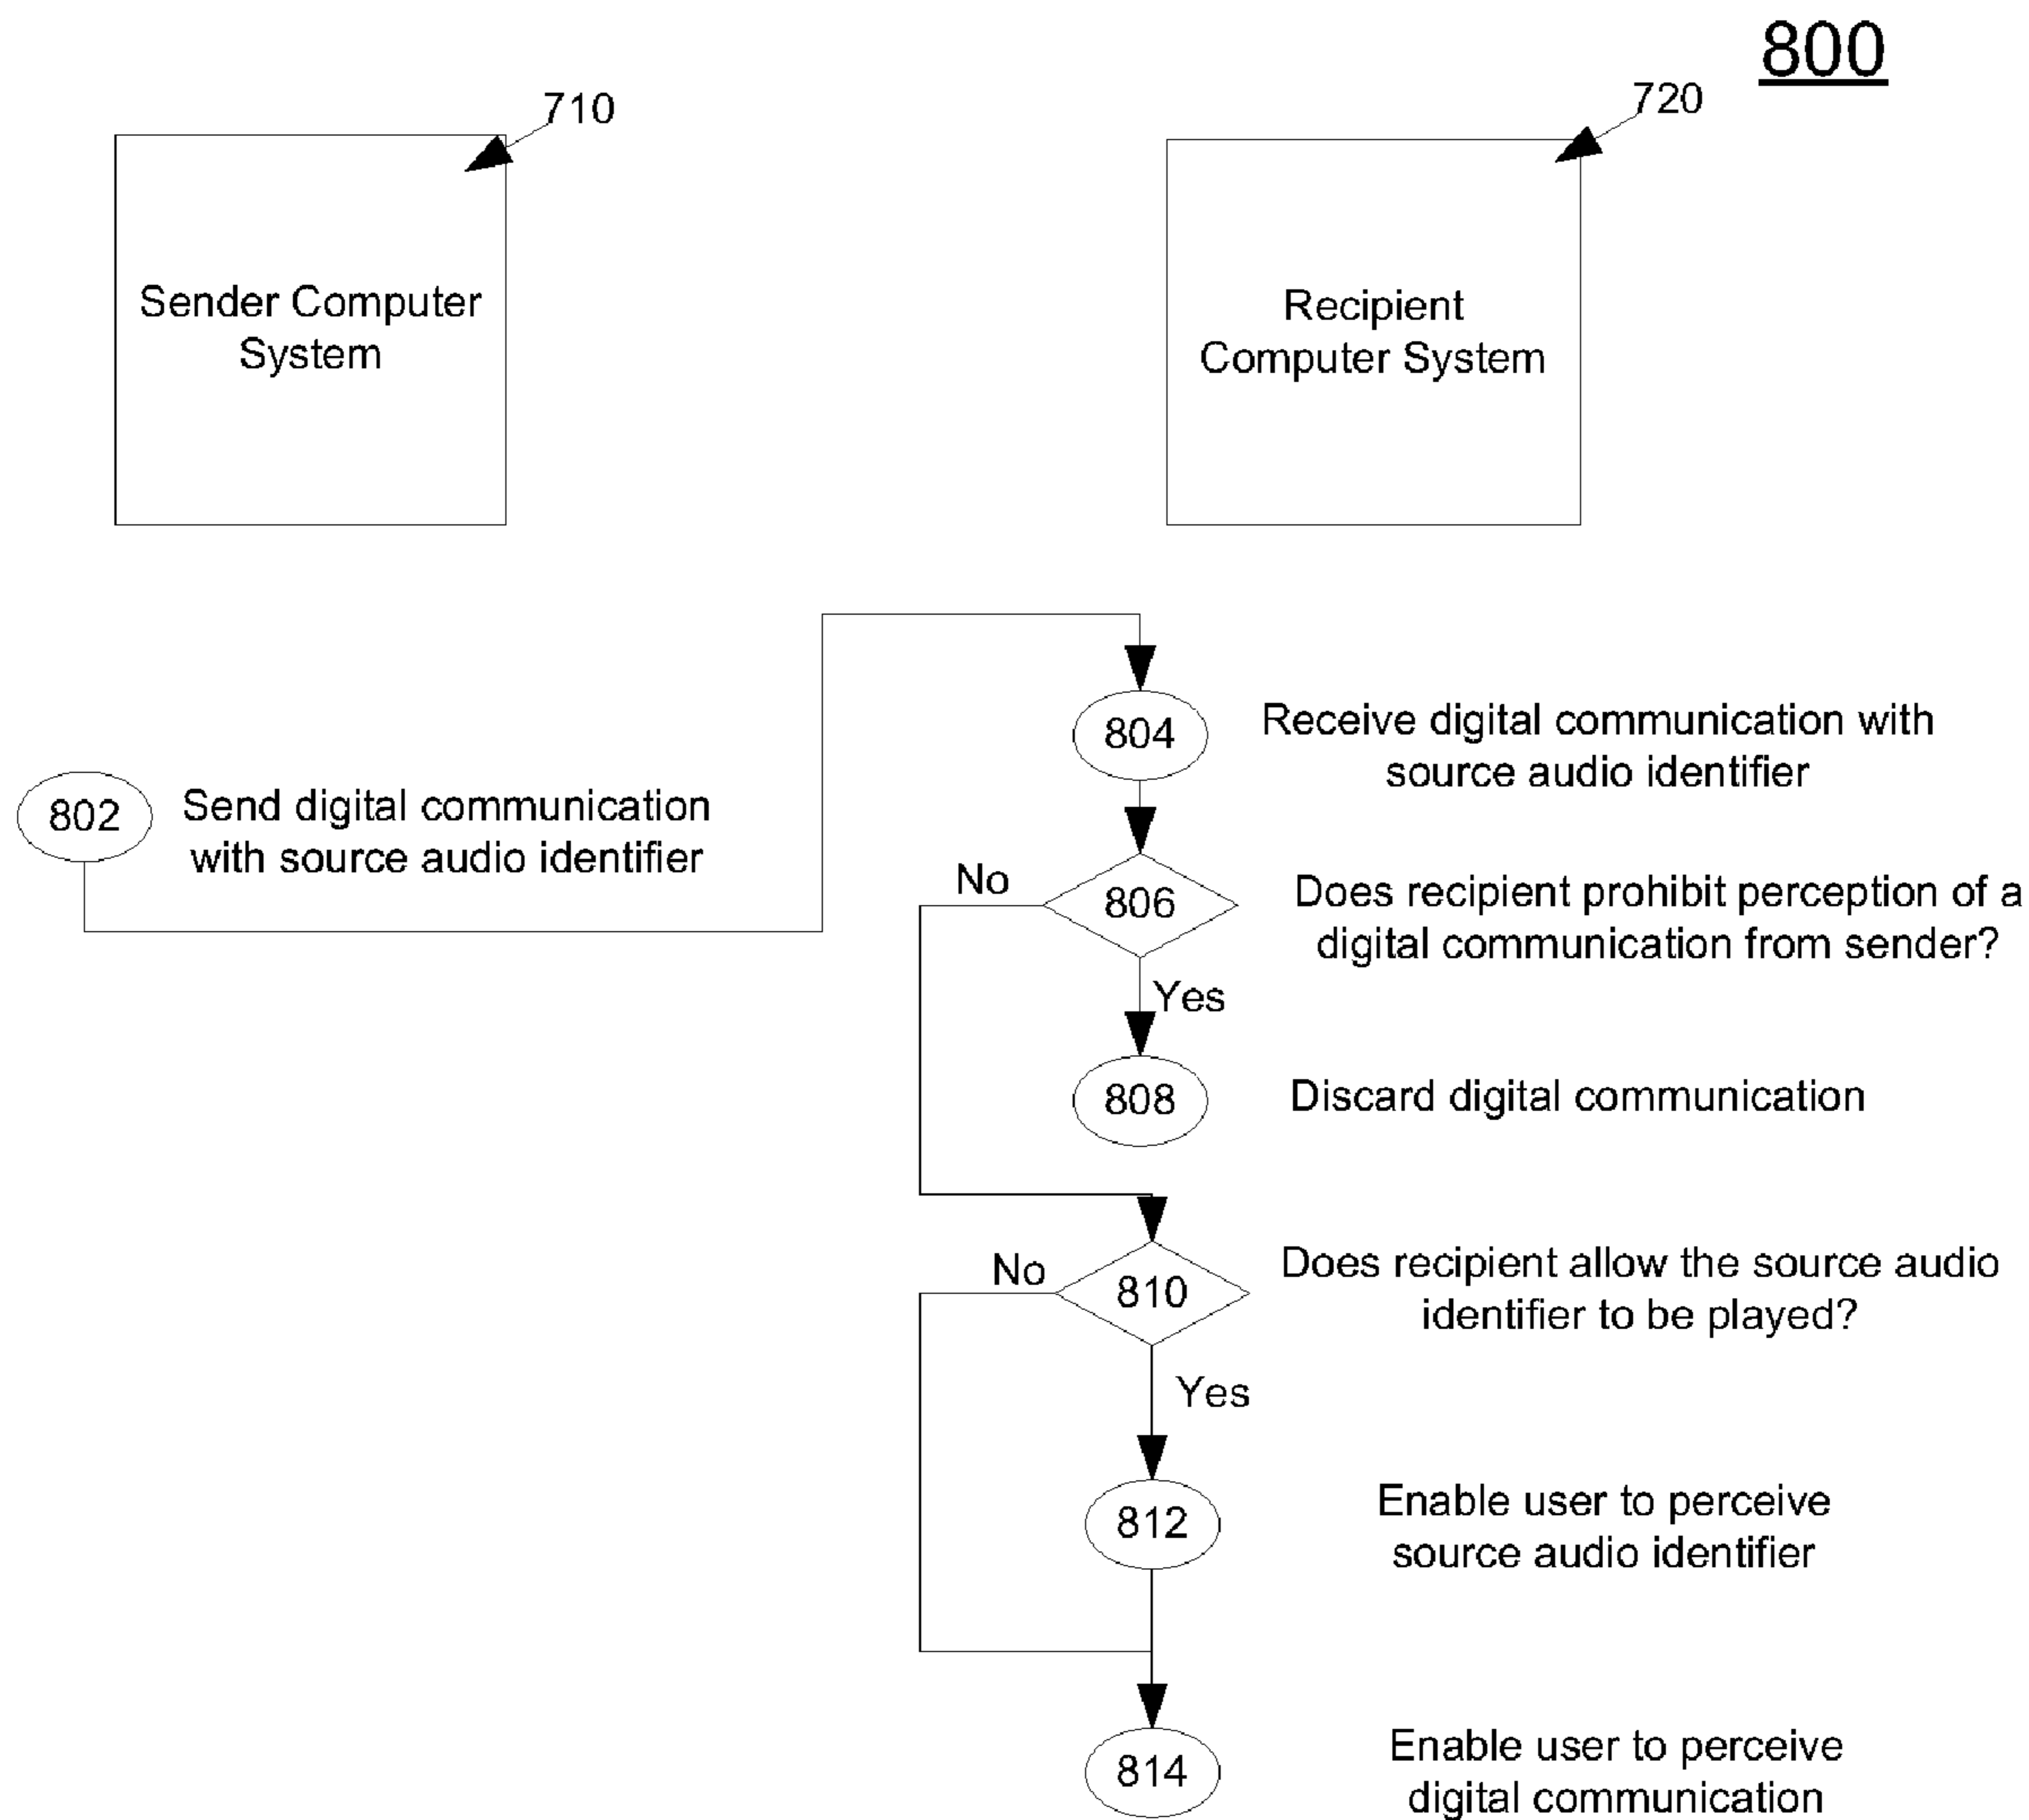 800
710
720
Sender Computer
System
Recipient
Computer System
804
Receive digital communication with
source audio identifier
802
Send digital communication
with source audio identifier
No
806
Does recipient prohibit perception of a
digital communication from sender?
Yes
808
Discard digital communication
No
810
Does recipient allow the source audio
identifier to be played?
Yes
812
Enable user to perceive
source audio identifier
814
Enable user to perceive
digital communication